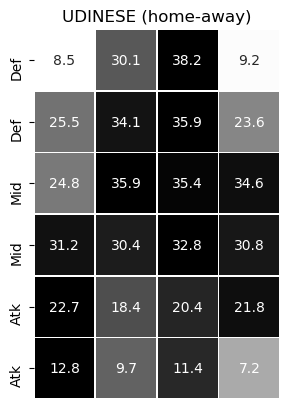 UDINESE (home-away)
Def 8.5 30.1 38.2 9.2
Def 25.5 34.1 35.9 23.6
Mid 24.8 35.9 35.4 34.6
Mid 31.2 30.4 32.8 30.8
Atk 22.7 18.4 20.4 21.8
Atk 12.8 9.7 11.4 7.2